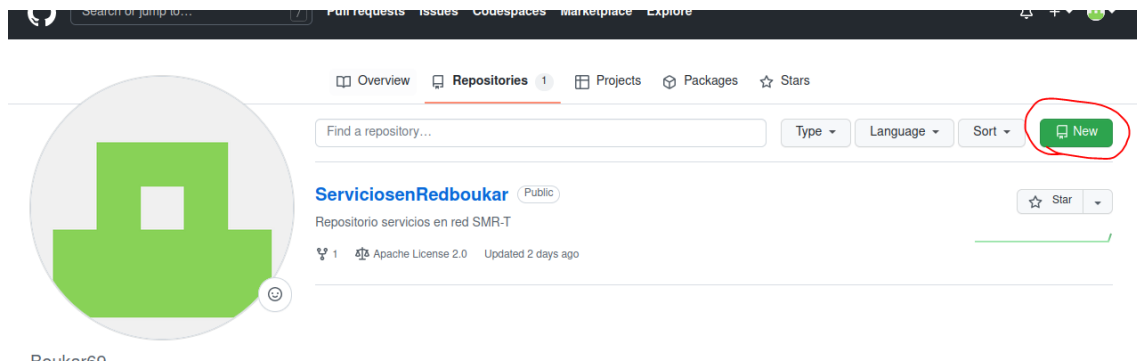 Search or jump to... / Pull requests Issues Codespaces Marketplace Explore
Overview Repositories 1 Projects Packages Stars
Find a repository… Type Language Sort New
ServiciosenRedboukar Public
Star
Repositorio servicios en red SMR-T
1 Apache License 2.0 Updated 2 days ago
Boukar69